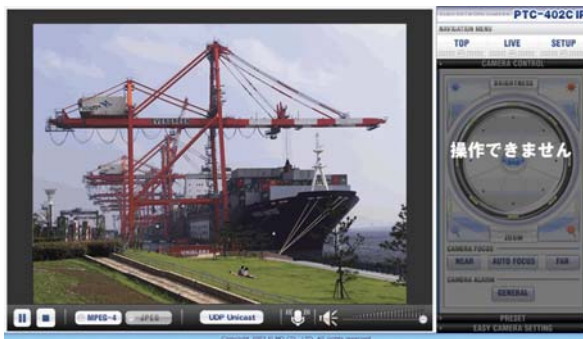 PTC-402C IP
NAVIGATION MENU
TOP LIVE SETUP
CAMERA CONTROL
BRIGHTNESS
操作できません
ZOOM
CAMERA FOCUS
NEAR AUTO FOCUS FAR
CAMERA ALARM
GENERAL
PRESET
EASY CAMERA SETTING
MPEG-4 JPEG UDP Unicast